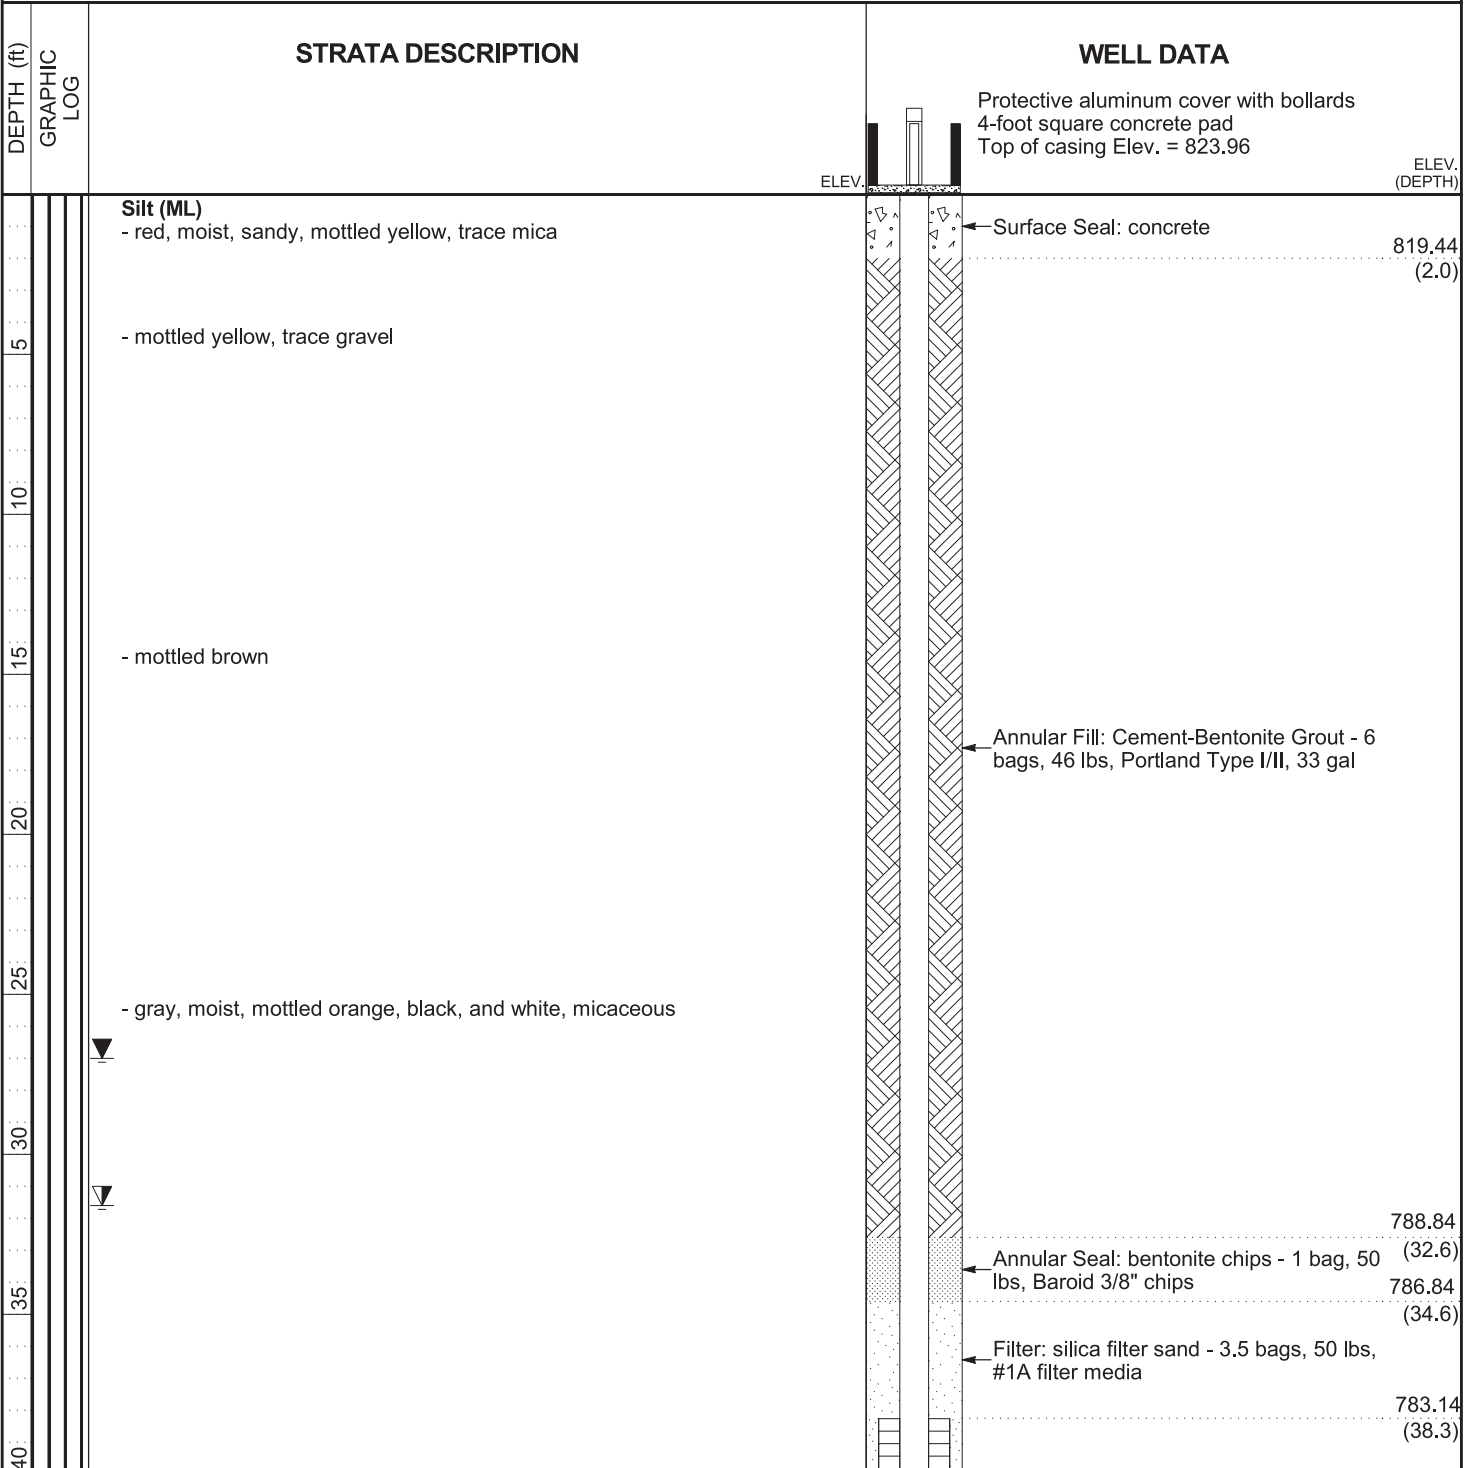 DEPTH (ft)
GRAPHIC
LOG
STRATA DESCRIPTION
ELEV.
WELL DATA
Protective aluminum cover with bollards
4-foot square concrete pad
Top of casing Elev. = 823.96
ELEV.
(DEPTH)
Silt (ML)
- red, moist, sandy, mottled yellow, trace mica
Surface Seal: concrete
819.44
(2.0)
- mottled yellow, trace gravel
5
10
- mottled brown
15
Annular Fill: Cement-Bentonite Grout - 6
bags, 46 lbs, Portland Type I/II, 33 gal
20
25
- gray, moist, mottled orange, black, and white, micaceous
30
788.84
(32.6)
Annular Seal: bentonite chips - 1 bag, 50
lbs, Baroid 3/8" chips
786.84
(34.6)
35
Filter: silica filter sand - 3.5 bags, 50 lbs,
#1A filter media
783.14
(38.3)
40